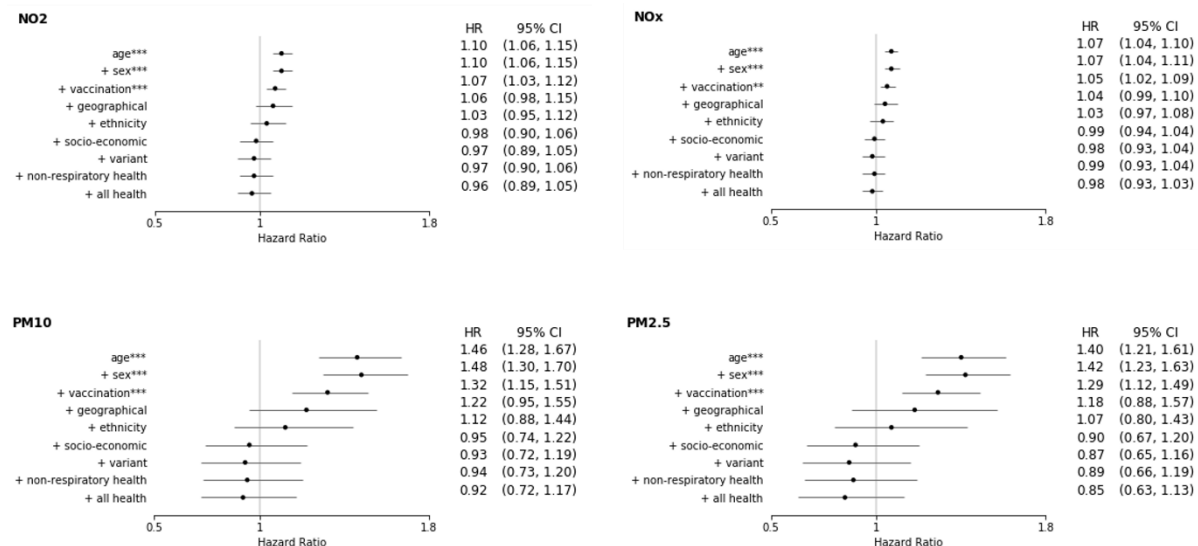 NO2
HR 95% CI
age*** 1.10 (1.06, 1.15)
+ sex*** 1.10 (1.06, 1.15)
+ vaccination*** 1.07 (1.03, 1.12)
+ geographical 1.06 (0.98, 1.15)
+ ethnicity 1.03 (0.95, 1.12)
+ socio-economic 0.98 (0.90, 1.06)
+ variant 0.97 (0.89, 1.05)
+ non-respiratory health 0.97 (0.90, 1.06)
+ all health 0.96 (0.89, 1.05)
0.5 1 1.8
Hazard Ratio
NOx
HR 95% CI
age*** 1.07 (1.04, 1.10)
+ sex*** 1.07 (1.04, 1.11)
+ vaccination** 1.05 (1.02, 1.09)
+ geographical 1.04 (0.99, 1.10)
+ ethnicity 1.03 (0.97, 1.08)
+ socio-economic 0.99 (0.94, 1.04)
+ variant 0.98 (0.93, 1.04)
+ non-respiratory health 0.99 (0.93, 1.04)
+ all health 0.98 (0.93, 1.03)
0.5 1 1.8
Hazard Ratio
PM10
HR 95% CI
age*** 1.46 (1.28, 1.67)
+ sex*** 1.48 (1.30, 1.70)
+ vaccination*** 1.32 (1.15, 1.51)
+ geographical 1.22 (0.95, 1.55)
+ ethnicity 1.12 (0.88, 1.44)
+ socio-economic 0.95 (0.74, 1.22)
+ variant 0.93 (0.72, 1.19)
+ non-respiratory health 0.94 (0.73, 1.20)
+ all health 0.92 (0.72, 1.17)
0.5 1 1.8
Hazard Ratio
PM2.5
HR 95% CI
age*** 1.40 (1.21, 1.61)
+ sex*** 1.42 (1.23, 1.63)
+ vaccination*** 1.29 (1.12, 1.49)
+ geographical 1.18 (0.88, 1.57)
+ ethnicity 1.07 (0.80, 1.43)
+ socio-economic 0.90 (0.67, 1.20)
+ variant 0.87 (0.65, 1.16)
+ non-respiratory health 0.89 (0.66, 1.19)
+ all health 0.85 (0.63, 1.13)
0.5 1 1.8
Hazard Ratio